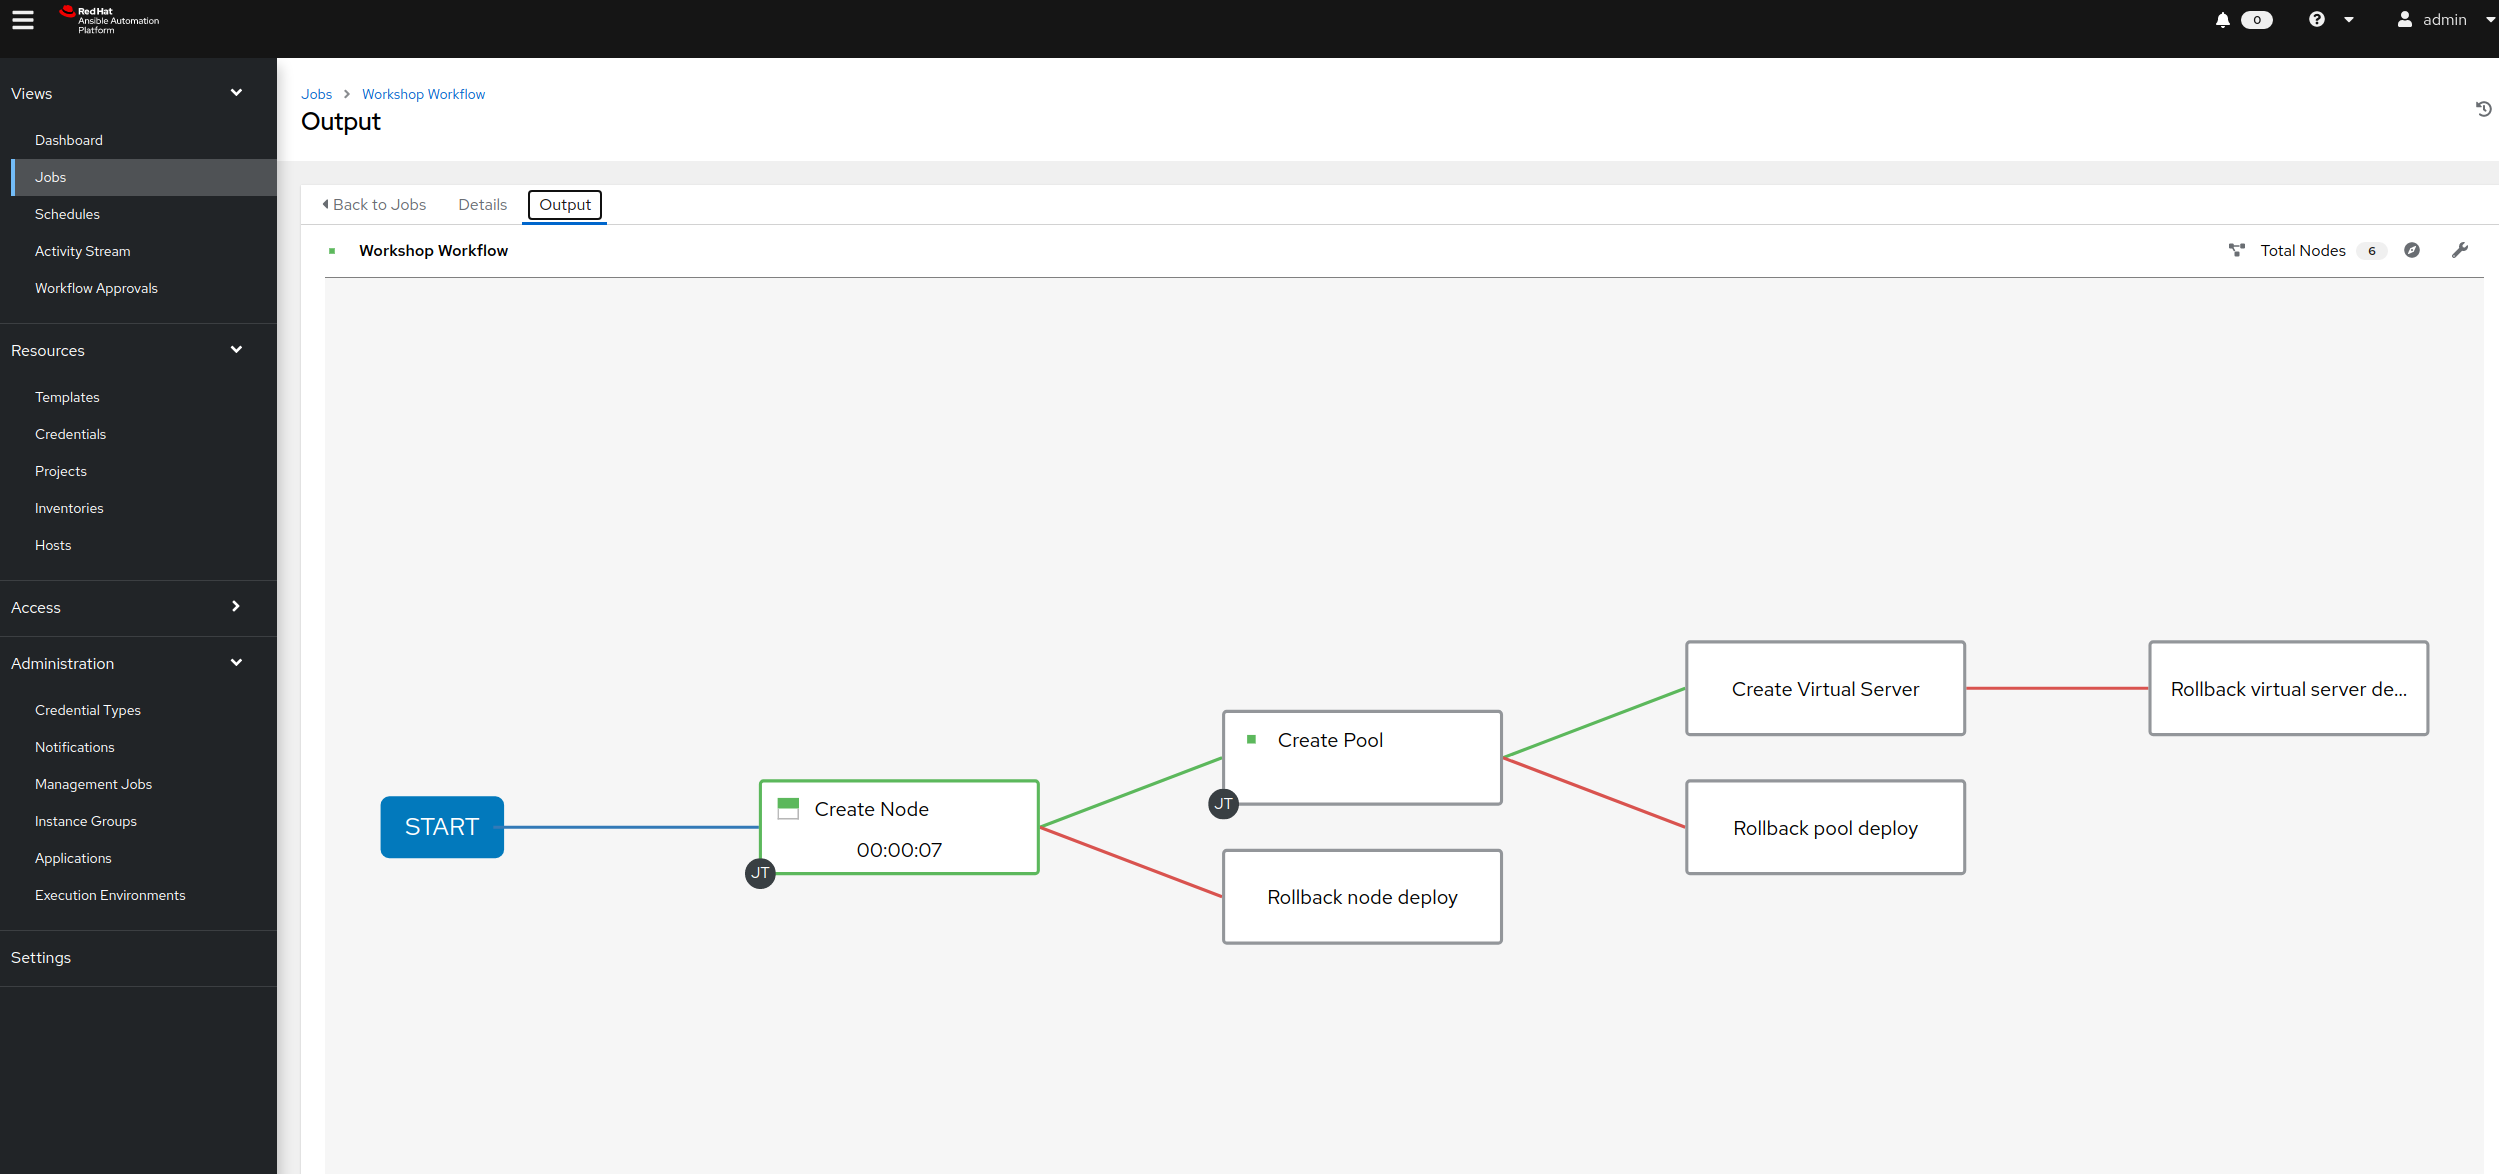 Red Hat
Ansible Automation
Platform
0
admin
Views
Dashboard
Jobs
Schedules
Activity Stream
Workflow Approvals
Resources
Templates
Credentials
Projects
Inventories
Hosts
Access
Administration
Credential Types
Notifications
Management Jobs
Instance Groups
Applications
Execution Environments
Settings
Jobs > Workshop Workflow
Output
Back to Jobs
Details
Output
Workshop Workflow
Total Nodes 6
START
Create Node
00:00:07
JT
Create Pool
JT
Rollback node deploy
Create Virtual Server
Rollback pool deploy
Rollback virtual server de...